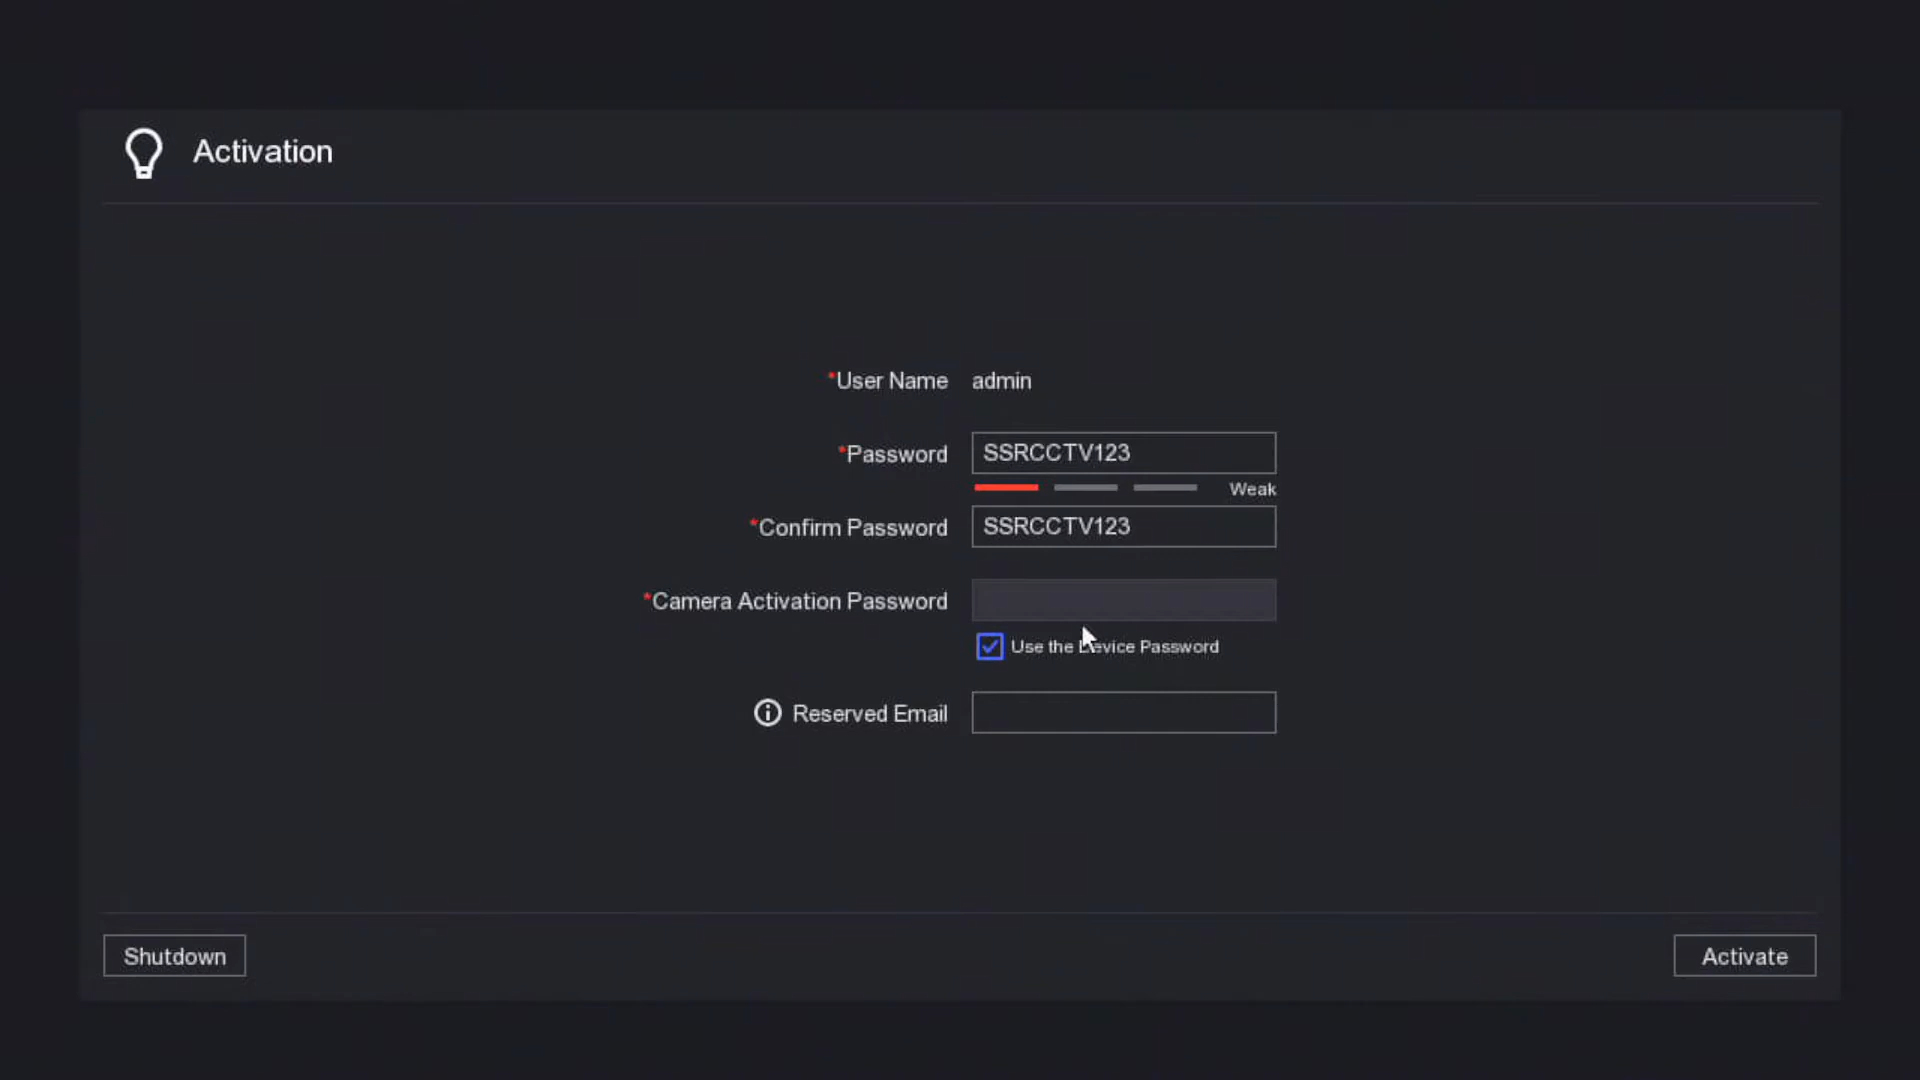 Activation
*User Name admin
*Password SSRCCTV123
Weak
*Confirm Password SSRCCTV123
*Camera Activation Password
Use the Device Password
Reserved Email
Shutdown
Activate